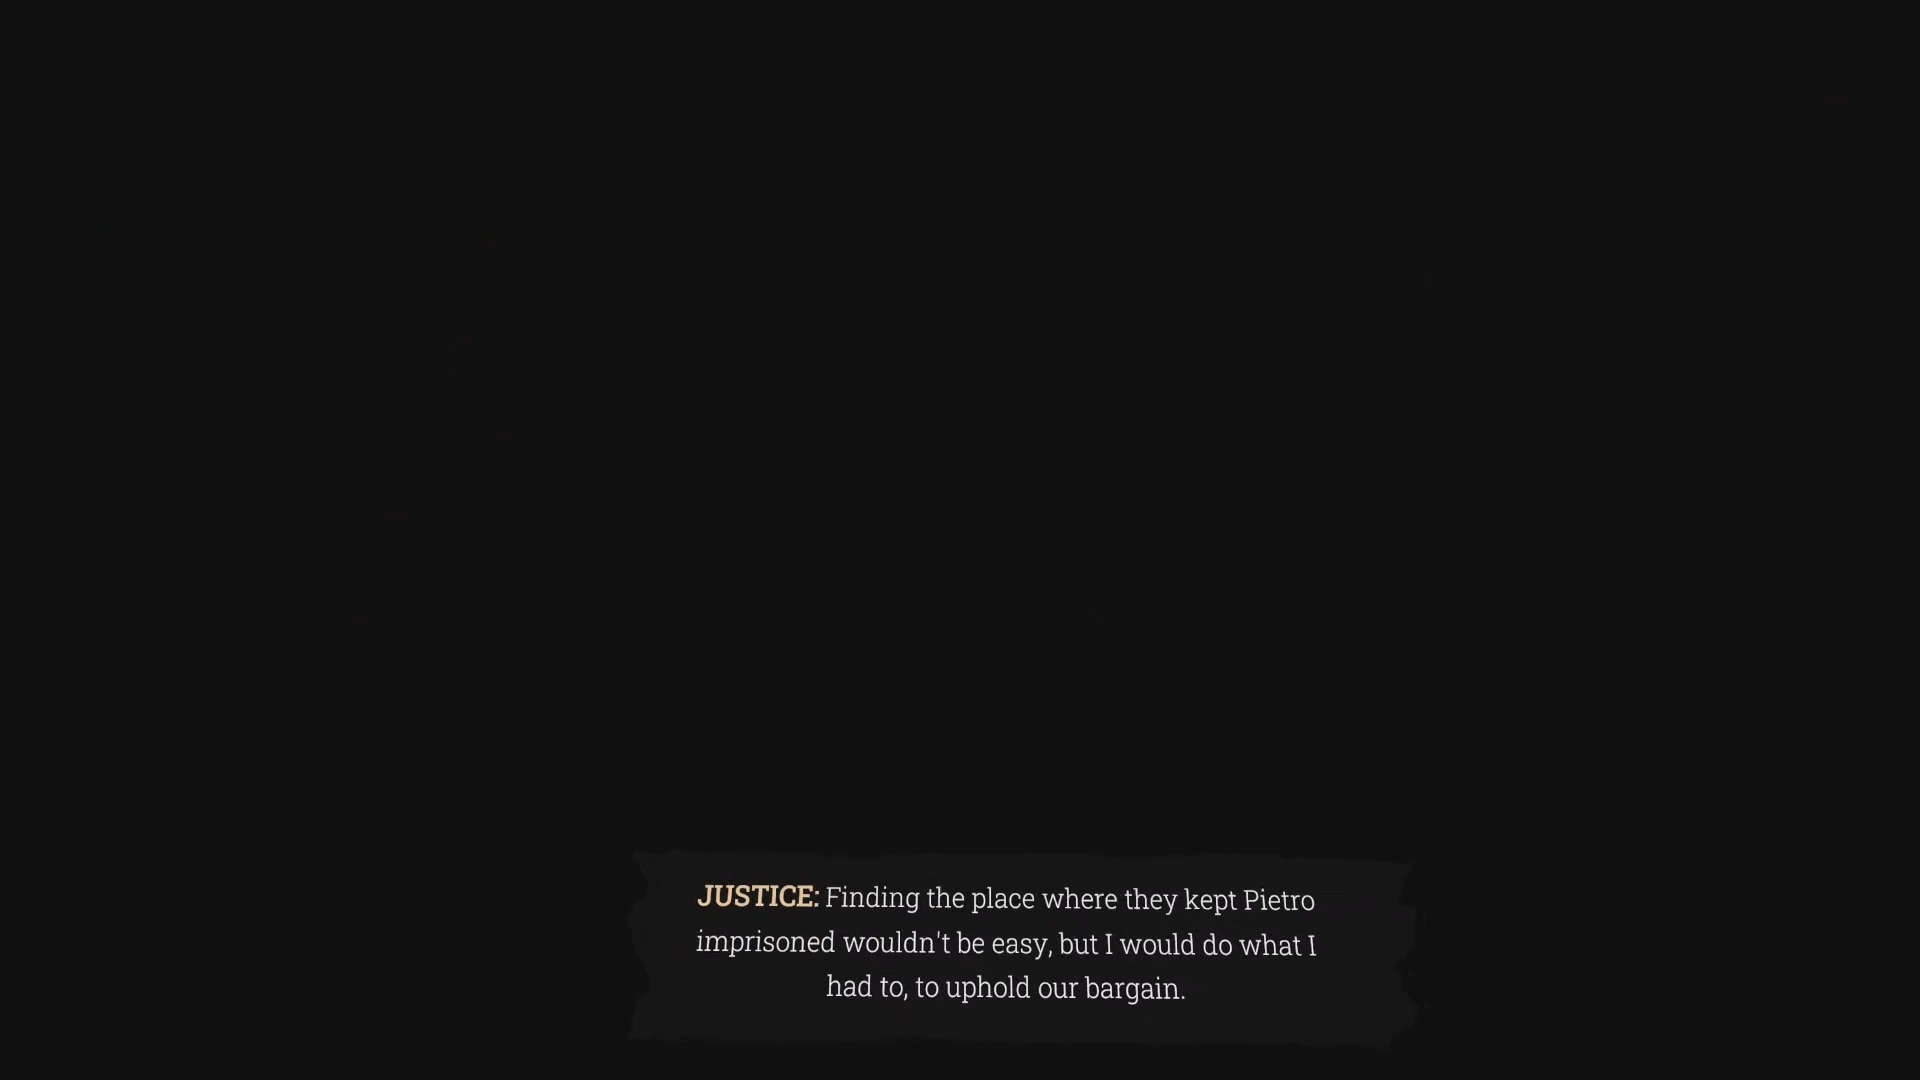 JUSTICE: Finding the place where they kept Pietro
imprisoned wouldn't be easy, but I would do what I
had to, to uphold our bargain.